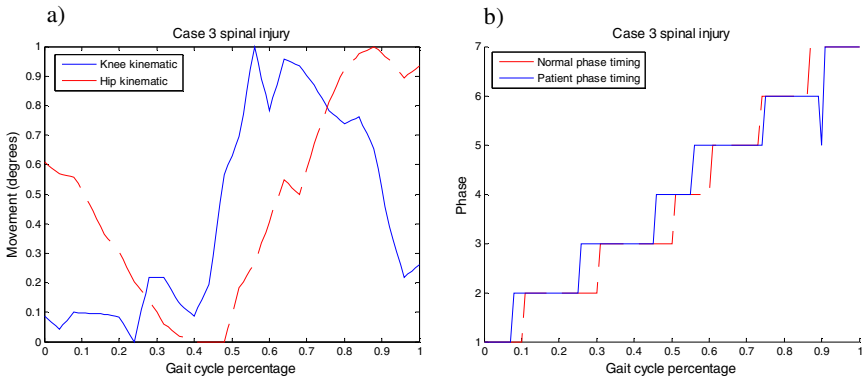 a)
Case 3 spinal injury
Knee kinematic
Hip kinematic
Movement (degrees)
1
0.9
0.8
0.7
0.6
0.5
0.4
0.3
0.2
0.1
0
0 0.1 0.2 0.3 0.4 0.5 0.6 0.7 0.8 0.9 1
Gait cycle percentage
b)
Case 3 spinal injury
Normal phase timing
Patient phase timing
Phase
7
6
5
4
3
2
1
0 0.1 0.2 0.3 0.4 0.5 0.6 0.7 0.8 0.9 1
Gait cycle percentage